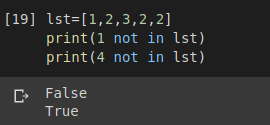 [19] lst=[1,2,3,2,2]
print(1 not in lst)
print(4 not in lst)
False
True